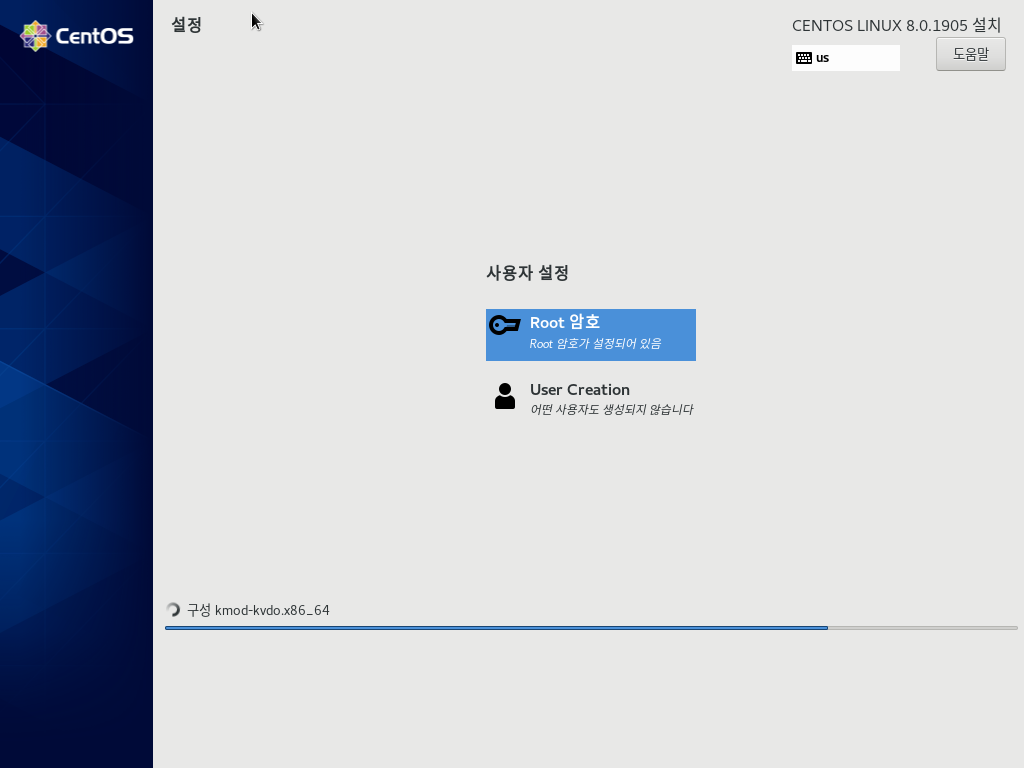 CentOS
설정
CENTOS LINUX 8.0.1905 설치
us
도움말
사용자 설정
Root 암호
Root 암호가 설정되어 있음
User Creation
어떤 사용자도 생성되지 않습니다
구성 kmod-kvdo.x86_64